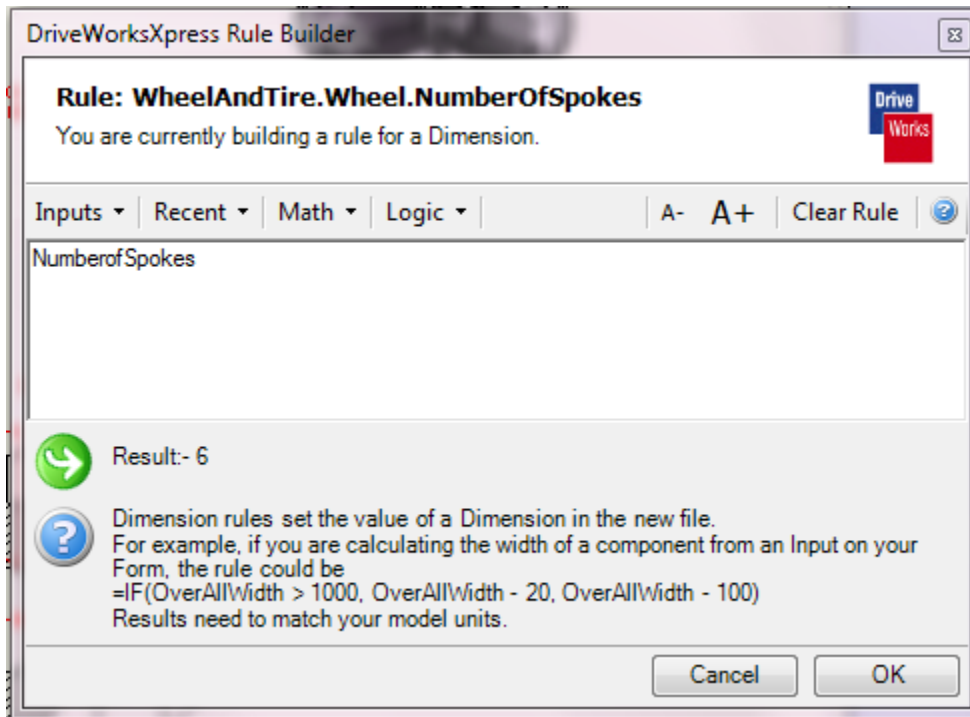 DriveWorksXpress Rule Builder
Rule: WheelAndTire.Wheel.NumberOfSpokes
You are currently building a rule for a Dimension.
Drive
Works
Inputs Recent Math Logic A- A+ Clear Rule ?
NumberofSpokes
Result:- 6
? Dimension rules set the value of a Dimension in the new file.
For example, if you are calculating the width of a component from an Input on your
Form, the rule could be
=IF(OverAllWidth > 1000, OverAllWidth - 20, OverAllWidth - 100)
Results need to match your model units.
Cancel OK